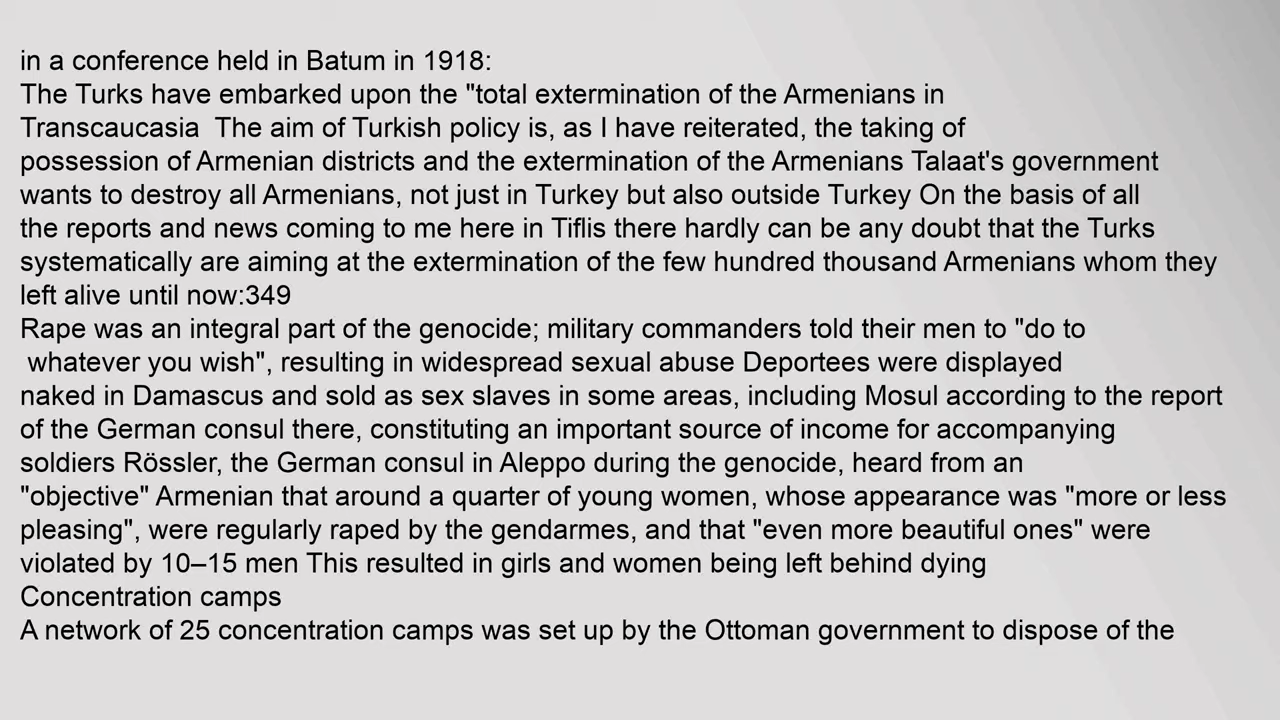 in a conference held in Batum in 1918:
The Turks have embarked upon the "total extermination of the Armenians in
Transcaucasia  The aim of Turkish policy is, as I have reiterated, the taking of
possession of Armenian districts and the extermination of the Armenians Talaat's government
wants to destroy all Armenians, not just in Turkey but also outside Turkey On the basis of all
the reports and news coming to me here in Tiflis there hardly can be any doubt that the Turks
systematically are aiming at the extermination of the few hundred thousand Armenians whom they
left alive until now:349
Rape was an integral part of the genocide; military commanders told their men to "do to
whatever you wish", resulting in widespread sexual abuse Deportees were displayed
naked in Damascus and sold as sex slaves in some areas, including Mosul according to the report
of the German consul there, constituting an important source of income for accompanying
soldiers Rössler, the German consul in Aleppo during the genocide, heard from an
"objective" Armenian that around a quarter of young women, whose appearance was "more or less
pleasing", were regularly raped by the gendarmes, and that "even more beautiful ones" were
violated by 10–15 men This resulted in girls and women being left behind dying
Concentration camps
A network of 25 concentration camps was set up by the Ottoman government to dispose of the